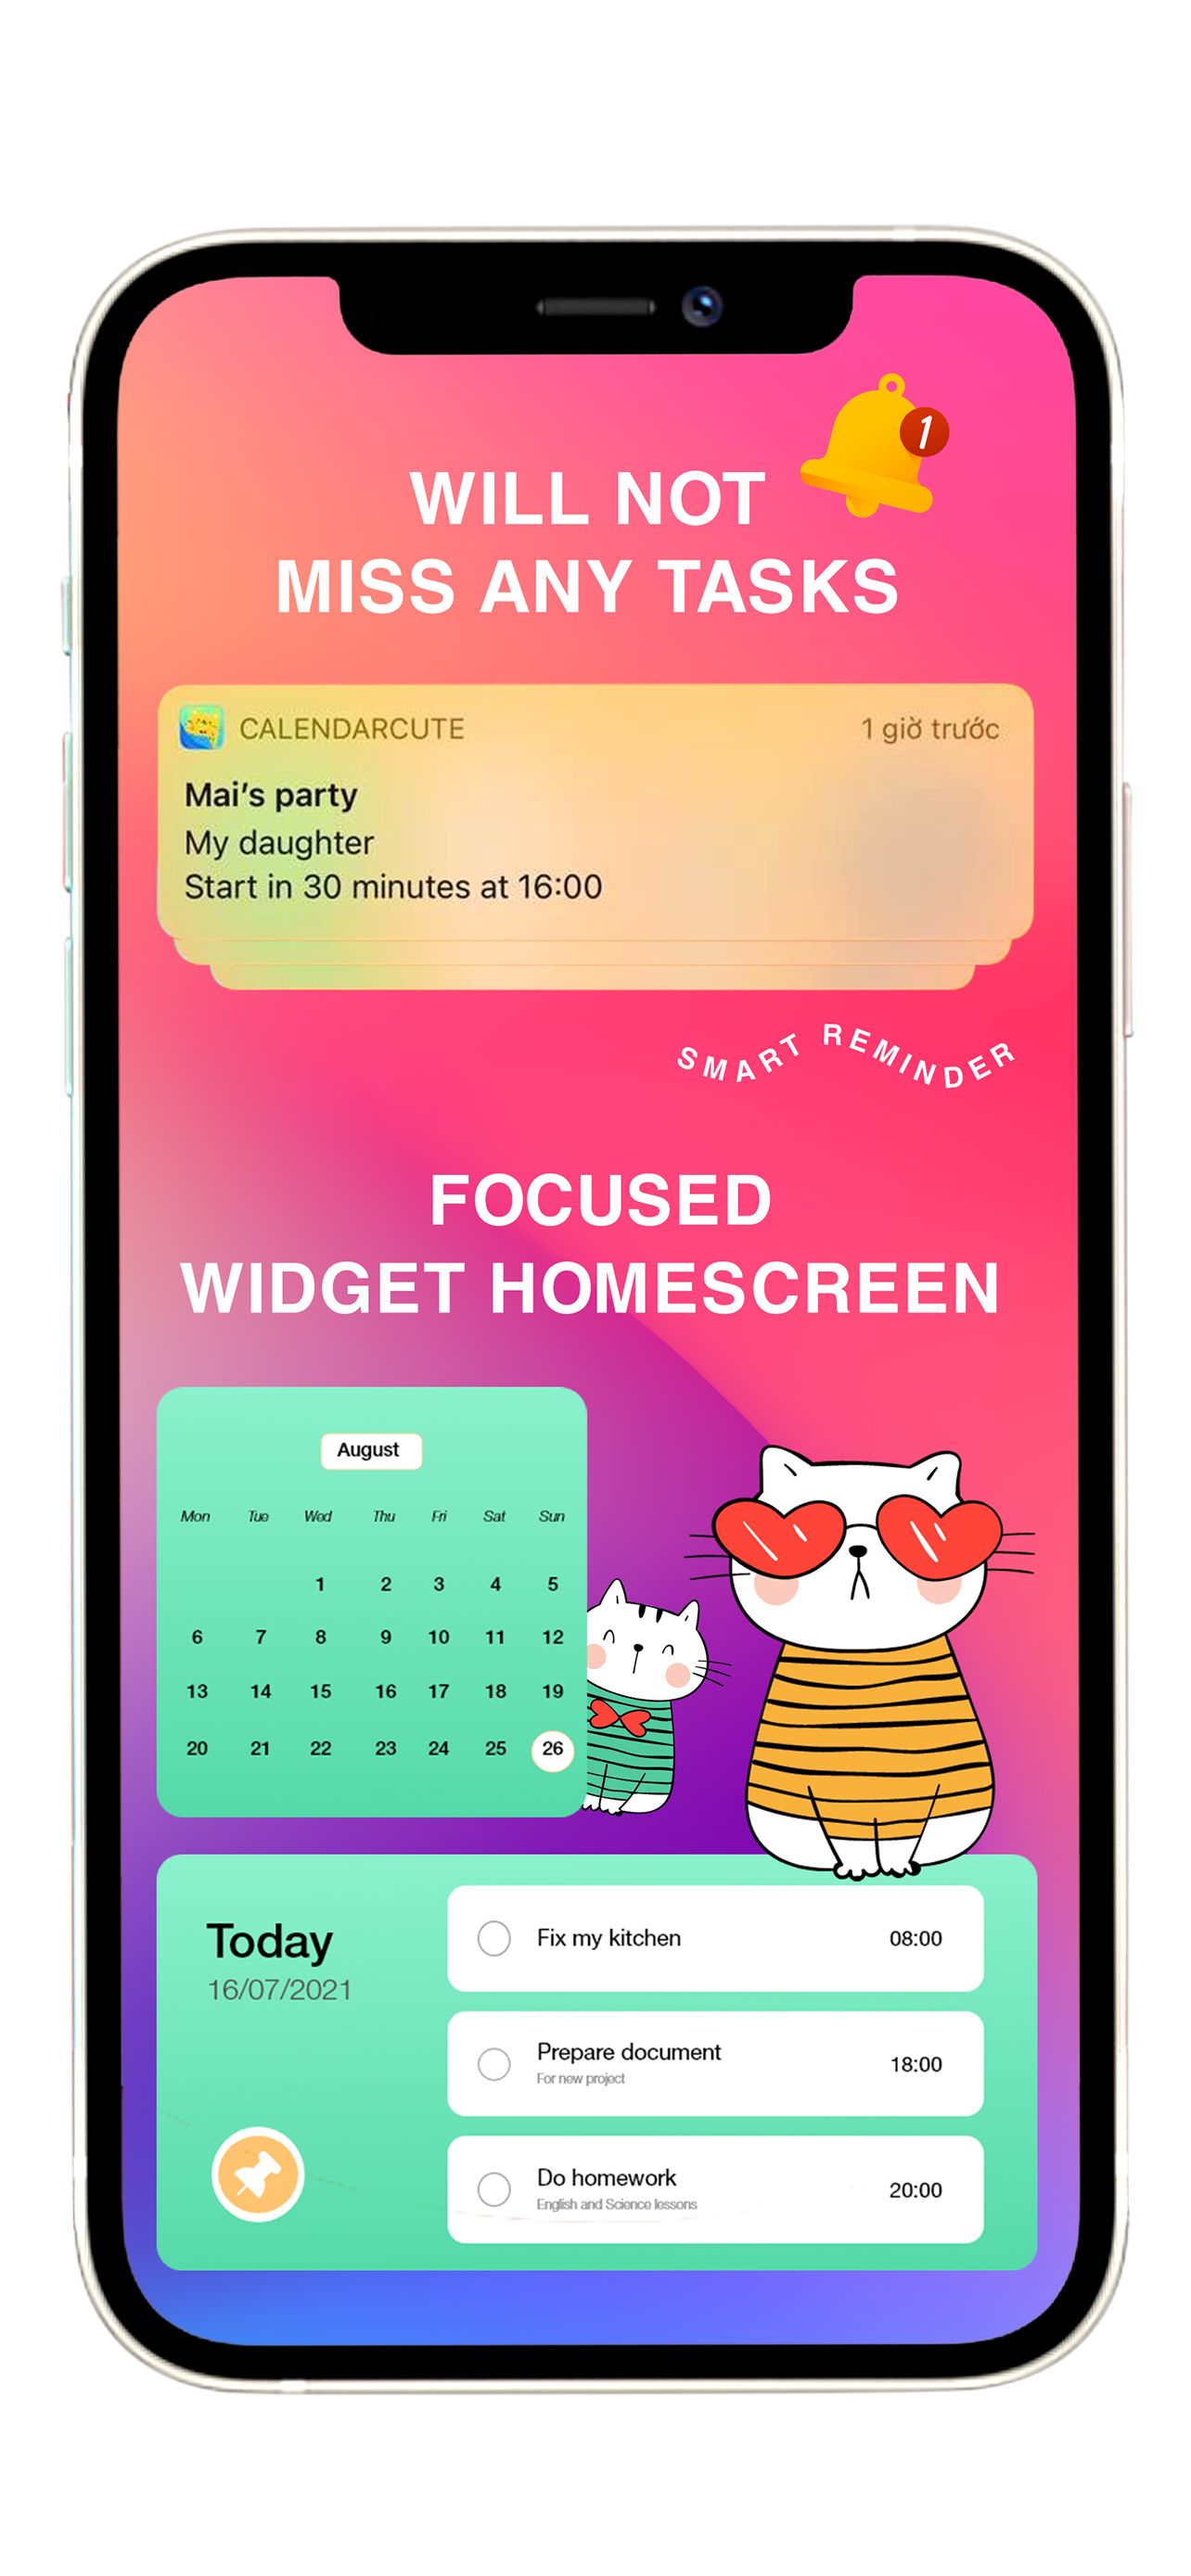 1
WILL NOT
MISS ANY TASKS
CALENDARCUTE 1 giờ trước
Mai's party
My daughter
Start in 30 minutes at 16:00
SMART REMINDER
FOCUSED
WIDGET HOMESCREEN
August
Mon Tue Wed Thu Fri Sat Sun
1 2 3 4 5
6 7 8 9 10 11 12
13 14 15 16 17 18 19
20 21 22 23 24 25 26
Today
16/07/2021
Fix my kitchen 08:00
Prepare document 18:00
For new project
Do homework 20:00
English and Science lessons